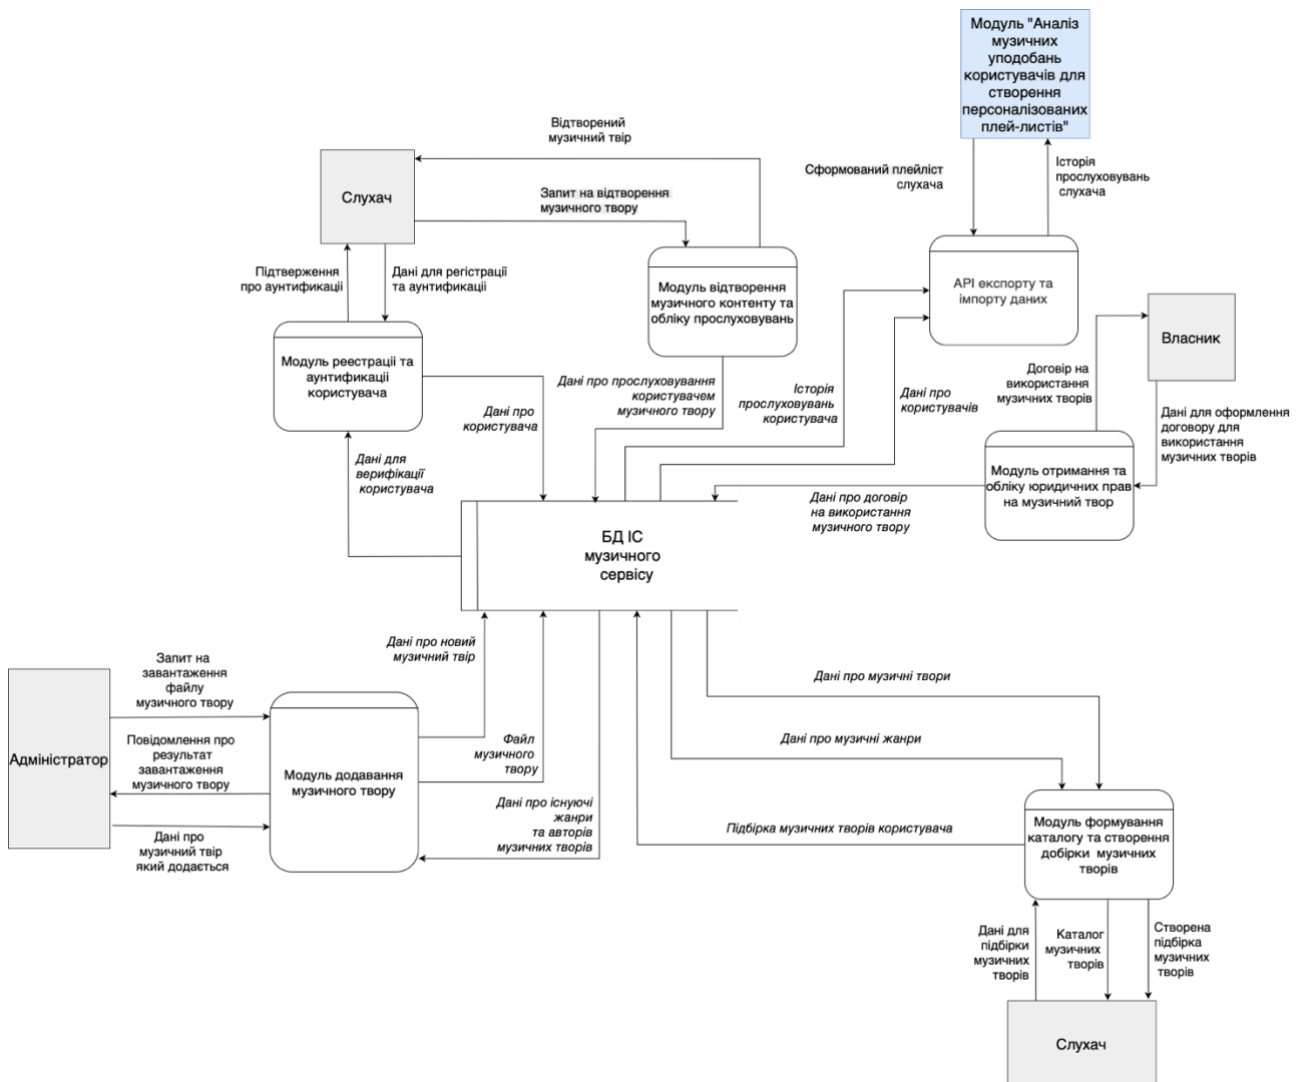 Модуль "Аналіз
музичних
уподобань
користувачів для
створення
персоналізованих
плей-листів"
Відтворений
музичний твір
Сформований плейліст
слухача
Історія
прослуховувань
слухача
Слухач
Запит на відтворення
музичного твору
Підтверження
про аунтификації
Дані для регістрації
та аунтификації
Модуль відтворення
музичного контенту та
обліку прослуховувань
API експорту та
імпорту даних
Власник
Модуль реестрації та
аунтификації
користувача
Дані про прослуховування
користувачем
музичного твору
Історія
прослуховувань
користувача
Дані про
користувачів
Договір на
використання
музичних творів
Дані для оформлення
договору для
використання
музичних творів
Дані про
користувача
Дані для
верифікації
користувача
Модуль отримання та
обліку юридичних прав
на музичний твор
Дані про договір
на використання
музичного твору
БД ІС
музичного
сервісу
Дані про новий
музичний твір
Запит на
завантаження
файлу
музичного твору
Дані про музичні твори
Адміністратор
Повідомлення про
результат
завантаження
музичного твору
Модуль додавання
музичного твору
Файл
музичного
твору
Дані про музичні жанри
Дані про існуючі
жанри
та авторів
музичних творів
Підбірка музичних творів користувача
Модуль формування
каталогу та створення
добірки музичних
творів
Дані про
музичний твір
який додається
Дані для
підбірки
музичних
творів
Каталог
музичних
творів
Створена
підбірка
музичних
творів
Слухач